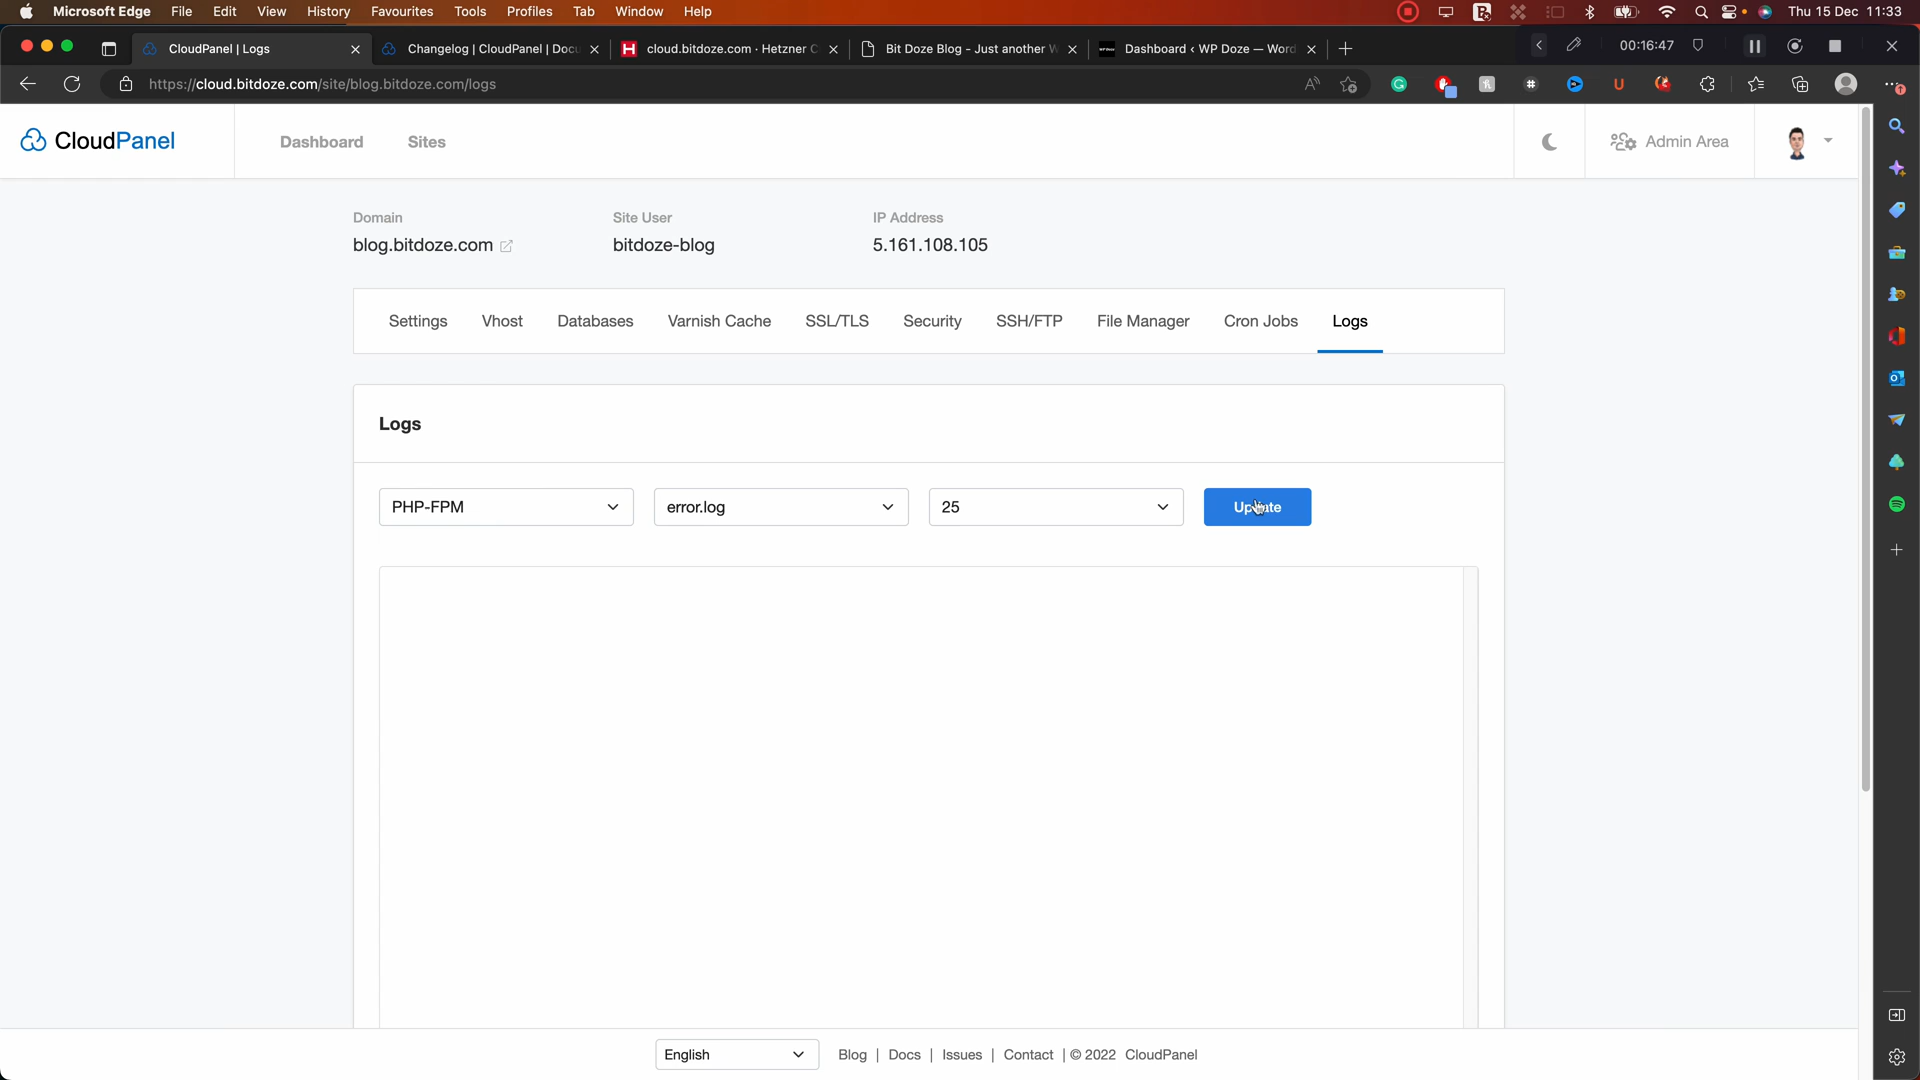 Microsoft Edge File Edit View History Favourites Tools Profiles Tab Window Help Thu 15 Dec 11:33
CloudPanel | Logs Changelog | CloudPanel | Docu cloud.bitdoze.com · Hetzner C Bit Doze Blog - Just another W Dashboard ‹ WP Doze — Word 00:16:47
https://cloud.bitdoze.com/site/blog.bitdoze.com/logs
CloudPanel Dashboard Sites Admin Area
Domain Site User IP Address
blog.bitdoze.com bitdoze-blog 5.161.108.105
Settings Vhost Databases Varnish Cache SSL/TLS Security SSH/FTP File Manager Cron Jobs Logs
Logs
PHP-FPM error.log 25 Update
English Blog | Docs | Issues | Contact | © 2022 CloudPanel